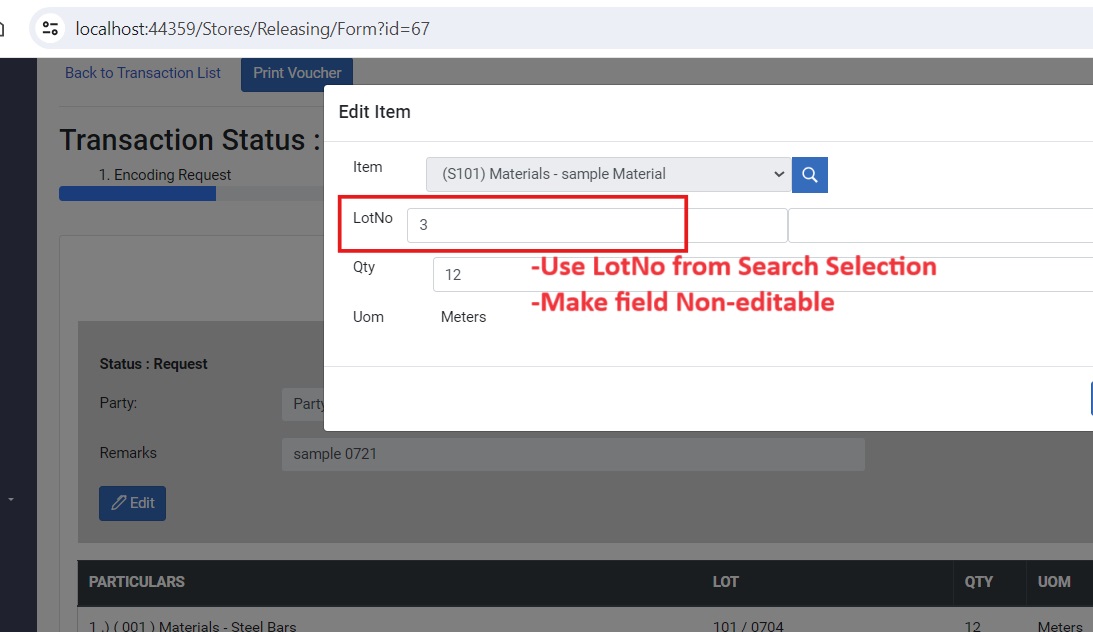 localhost:44359/Stores/Releasing/Form?id=67
Back to Transaction List
Print Voucher
Edit Item
Transaction Status :
1. Encoding Request
Item
(S101) Materials - sample Material
LotNo
3
Qty
12
-Use LotNo from Search Selection
-Make field Non-editable
Uom
Meters
Status : Request
Party:
Party
Remarks
sample 0721
Edit
PARTICULARS LOT QTY UOM
1 .) ( 001 ) Materials - Steel Bars 101 / 0704 12 Meters